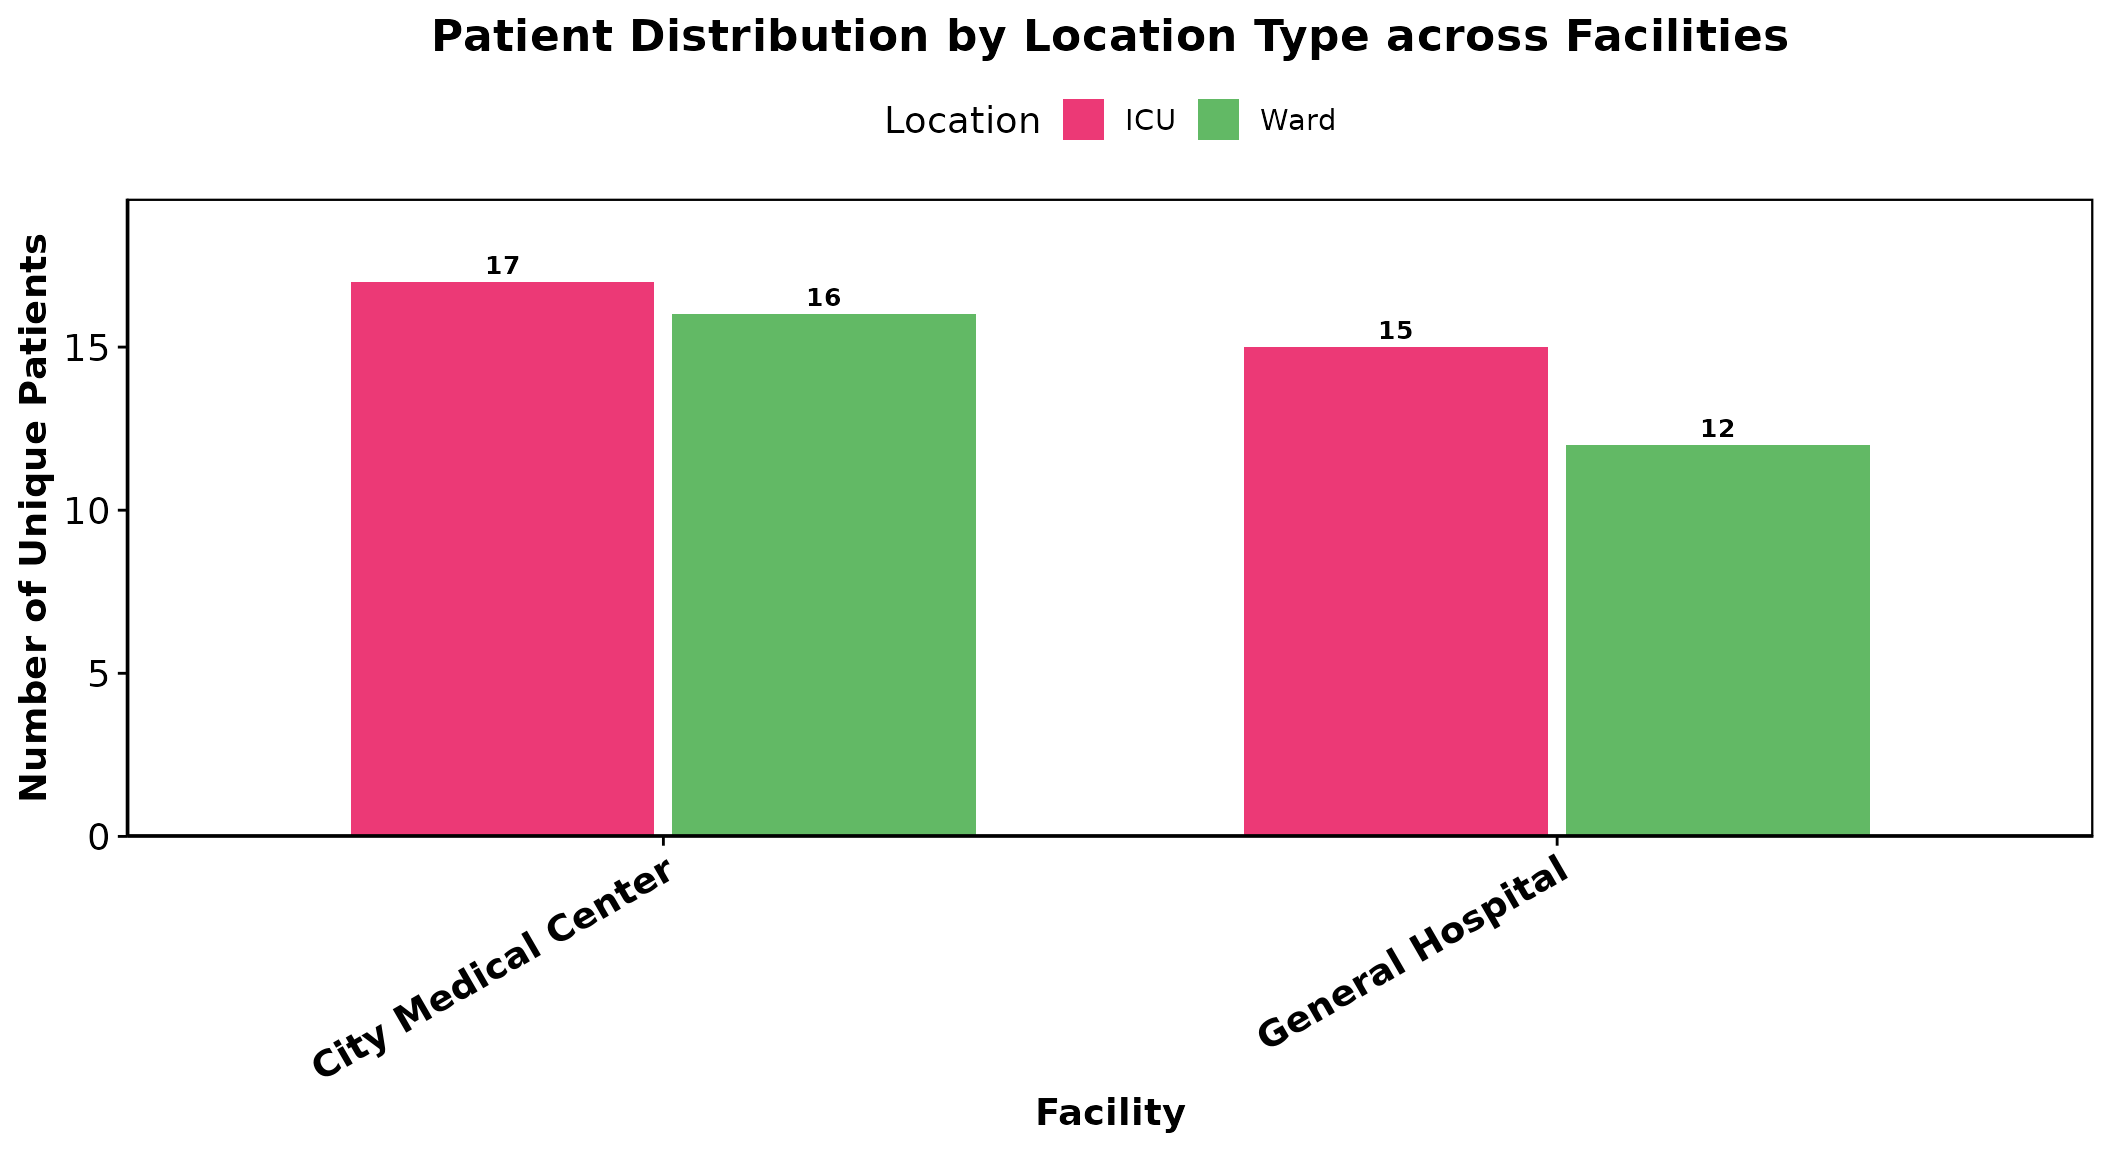 Patient Distribution by Location Type across Facilities
Location ICU Ward
Number of Unique Patients
17
16
15
12
15
10
5
0
City Medical Center
General Hospital
Facility